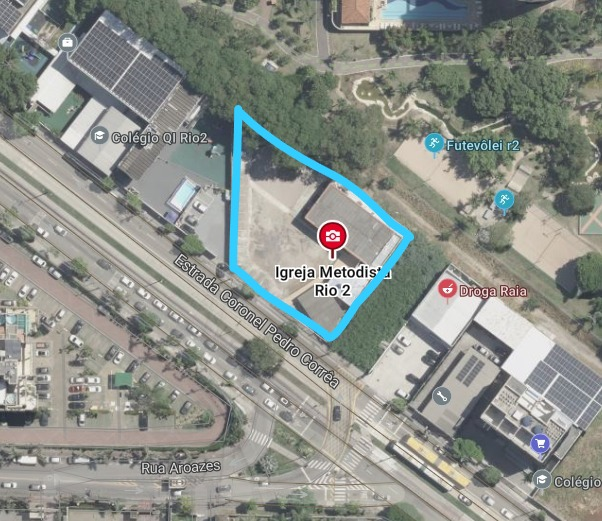 Colégio QI Rio2
Futevôlei r2
Igreja Metodista
Rio 2
Droga Raia
Estrada Coronel Pedro Corrêa
Rua Aroazes
Colégio